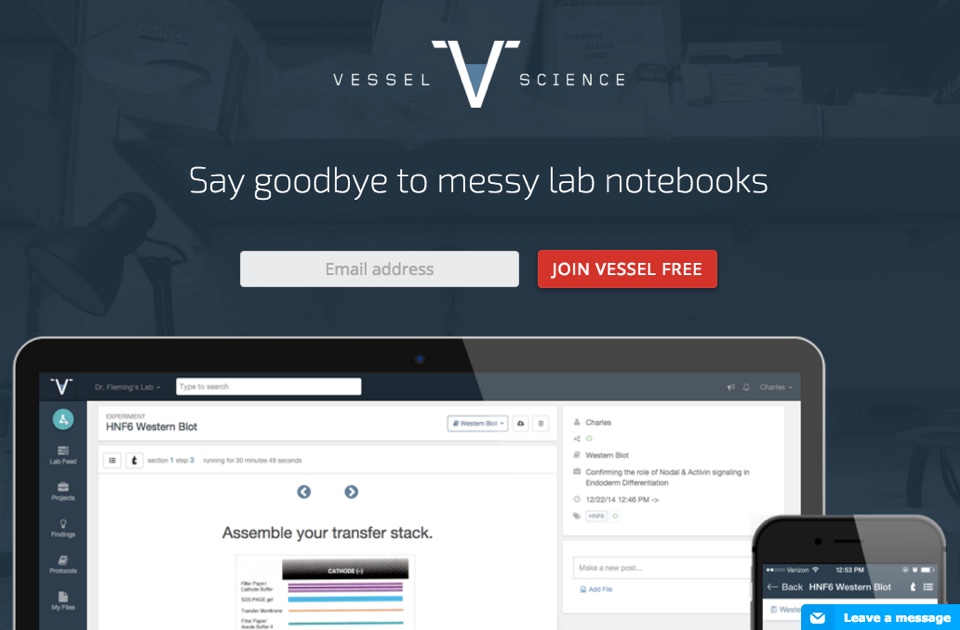 VESSEL SCIENCE
Say goodbye to messy lab notebooks
Email address
JOIN VESSEL FREE
Dr. Fleming's Lab
Type to search
Charles
EXPERIMENT
HNF6 Western Blot
Western Blot
section 1 step 3 running for 30 minutes 49 seconds
Assemble your transfer stack.
CATHODE (-)
Filter Paper/
Cathode Buffer
SDS-PAGE gel
Transfer Membrane
Filter Paper/
Anode Buffer II
Lab Feed
Projects
Findings
Protocols
My Files
Charles
Western Blot
Confirming the role of Nodal & Activin signaling in
Endoderm Differentiation
12/22/14 12:46 PM ->
HNF6
Make a new post...
Add File
Verizon 12:53 PM
Back HNF6 Western Blot
Leave a message